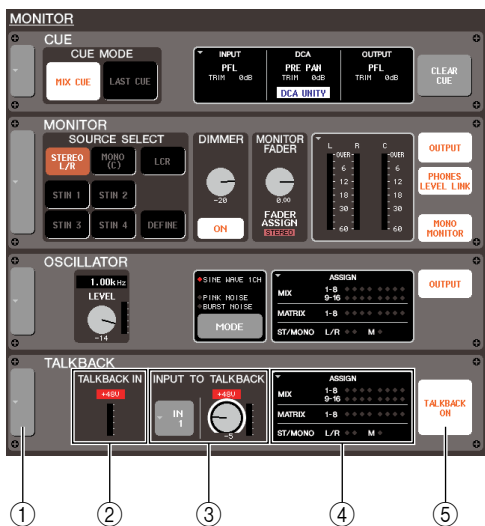 MONITOR
CUE
CUE MODE
MIX CUE
LAST CUE
INPUT
DCA
OUTPUT
PFL
PRE PAN
PFL
TRIM 0dB
TRIM 0dB
TRIM 0dB
DCA UNITY
CLEAR
CUE
MONITOR
SOURCE SELECT
STEREO
L/R
MONO
(C)
LCR
STIN 1
STIN 2
STIN 3
STIN 4
DEFINE
DIMMER
-20
ON
MONITOR
FADER
0.00
FADER
ASSIGN
STEREO
L R C
-OVER- -OVER
6 6
12 12
18 18
30 30
60 60
OUTPUT
PHONES
LEVEL LINK
MONO
MONITOR
OSCILLATOR
1.00kHz
LEVEL
-14
SINE WAVE 1CH
PINK NOISE
BURST NOISE
MODE
ASSIGN
MIX 1-8
9-16
MATRIX 1-8
ST/MONO L/R M
OUTPUT
TALKBACK
TALKBACK IN
+48V
INPUT TO TALKBACK
+48V
IN
1
-5
ASSIGN
MIX 1-8
9-16
MATRIX 1-8
ST/MONO L/R M
TALKBACK
ON
① ② ③ ④ ⑤